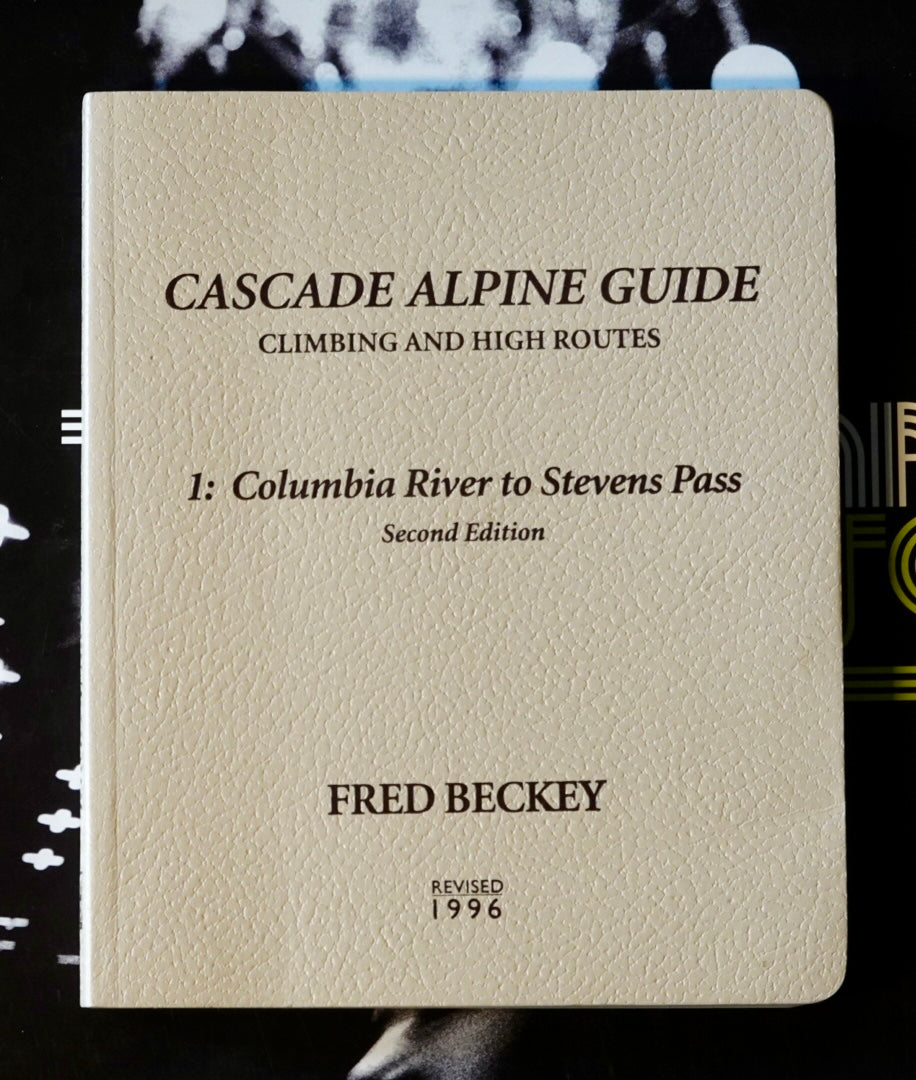 CASCADE ALPINE GUIDE
CLIMBING AND HIGH ROUTES
1: Columbia River to Stevens Pass
Second Edition
FRED BECKEY
REVISED
1996